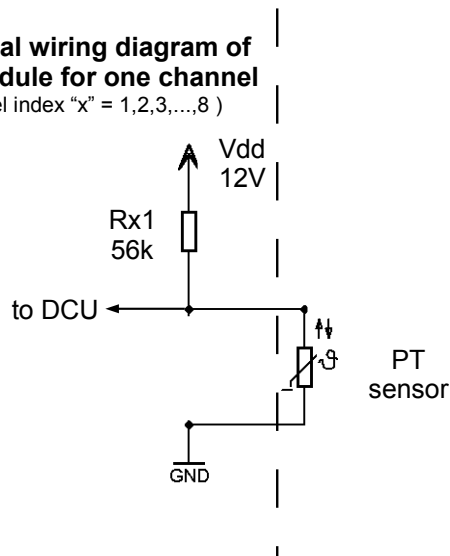 al wiring diagram of
dule for one channel
el index “x” = 1,2,3,...,8 )
Vdd
12V
Rx1
56k
to DCU
ϑ
PT
sensor
GND